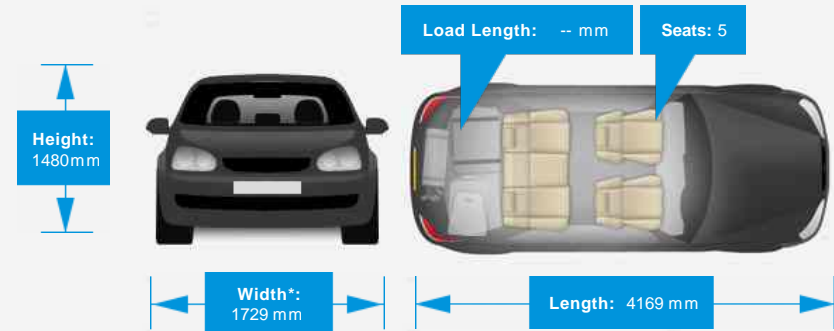 Load Length: -- mm
Seats: 5
Height:
1480mm
Width*:
1729 mm
Length: 4169 mm